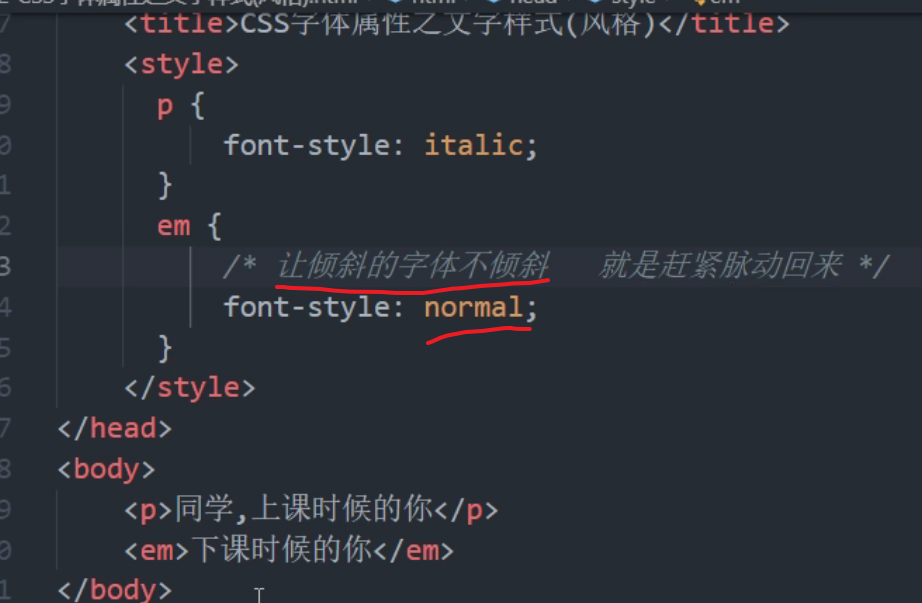 <title>CSS字体属性之文字样式(风格)</title>
8 <style>
9 p {
0 font-style: italic;
1 }
2 em {
3 /* 让倾斜的字体不倾斜 就是赶紧脉动回来 */
4 font-style: normal;
5 }
6 </style>
7 </head>
8 <body>
9 <p>同学,上课时候的你</p>
0 <em>下课时候的你</em>
1 </body>